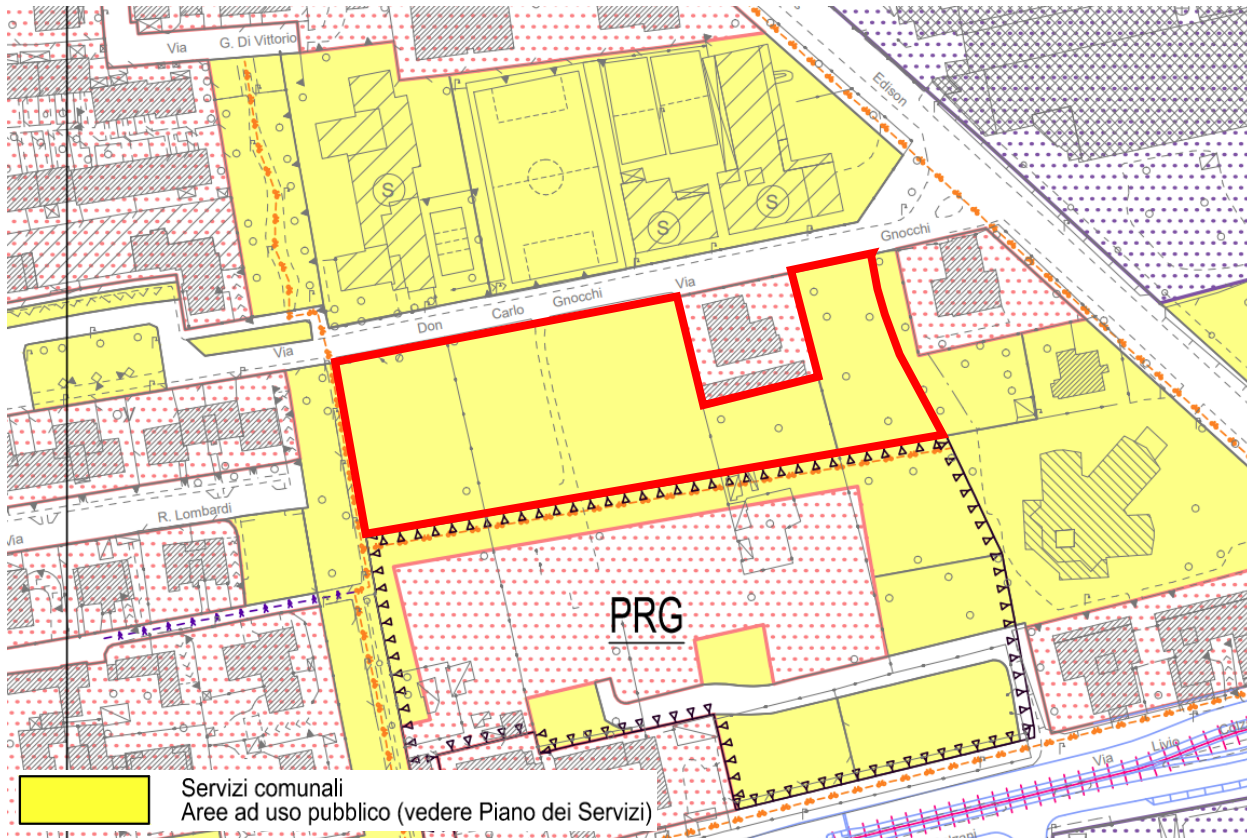 Via G. Di Vittorio
Edison
S
S
S
Gnocchi
Via Don Carlo Gnocchi Via
R. Lombardi
Via
PRG
Via Livio
Servizi comunali
Aree ad uso pubblico (vedere Piano dei Servizi)